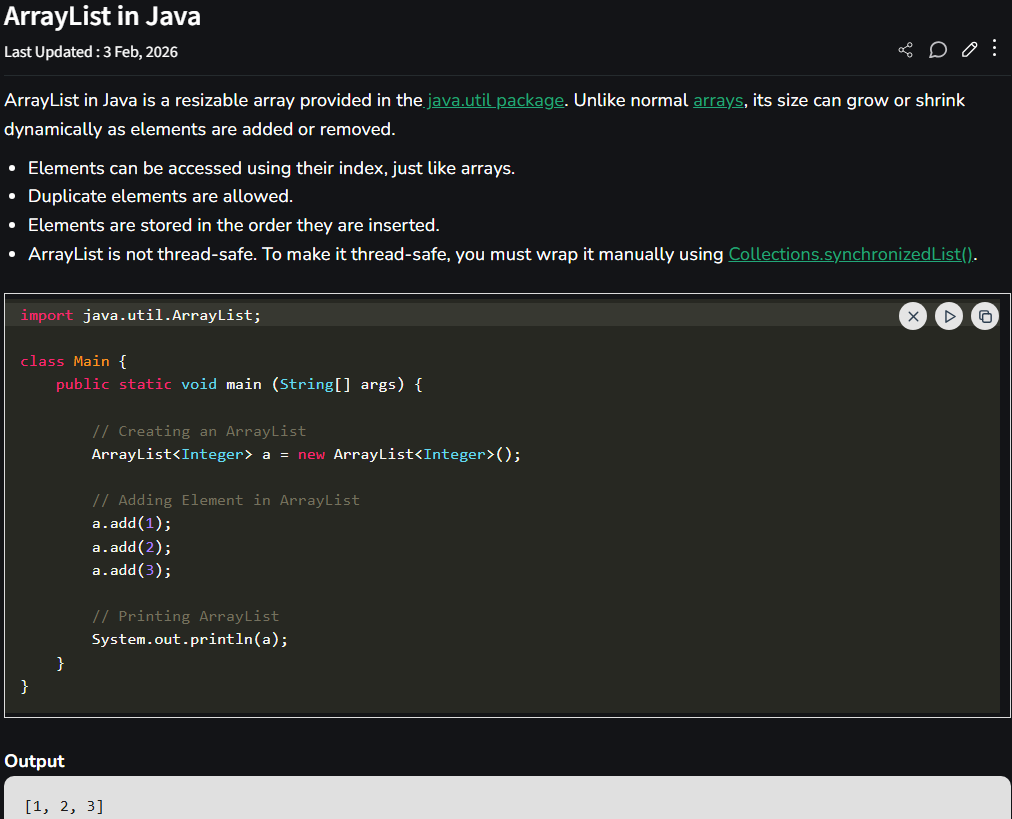 ArrayList in Java
Last Updated : 3 Feb, 2026
ArrayList in Java is a resizable array provided in the java.util package. Unlike normal arrays, its size can grow or shrink
dynamically as elements are added or removed.
• Elements can be accessed using their index, just like arrays.
• Duplicate elements are allowed.
• Elements are stored in the order they are inserted.
• ArrayList is not thread-safe. To make it thread-safe, you must wrap it manually using Collections.synchronizedList().
import java.util.ArrayList;
class Main {
    public static void main (String[] args) {
        // Creating an ArrayList
        ArrayList<Integer> a = new ArrayList<Integer>();
        // Adding Element in ArrayList
        a.add(1);
        a.add(2);
        a.add(3);
        // Printing ArrayList
        System.out.println(a);
    }
}
Output
[1, 2, 3]